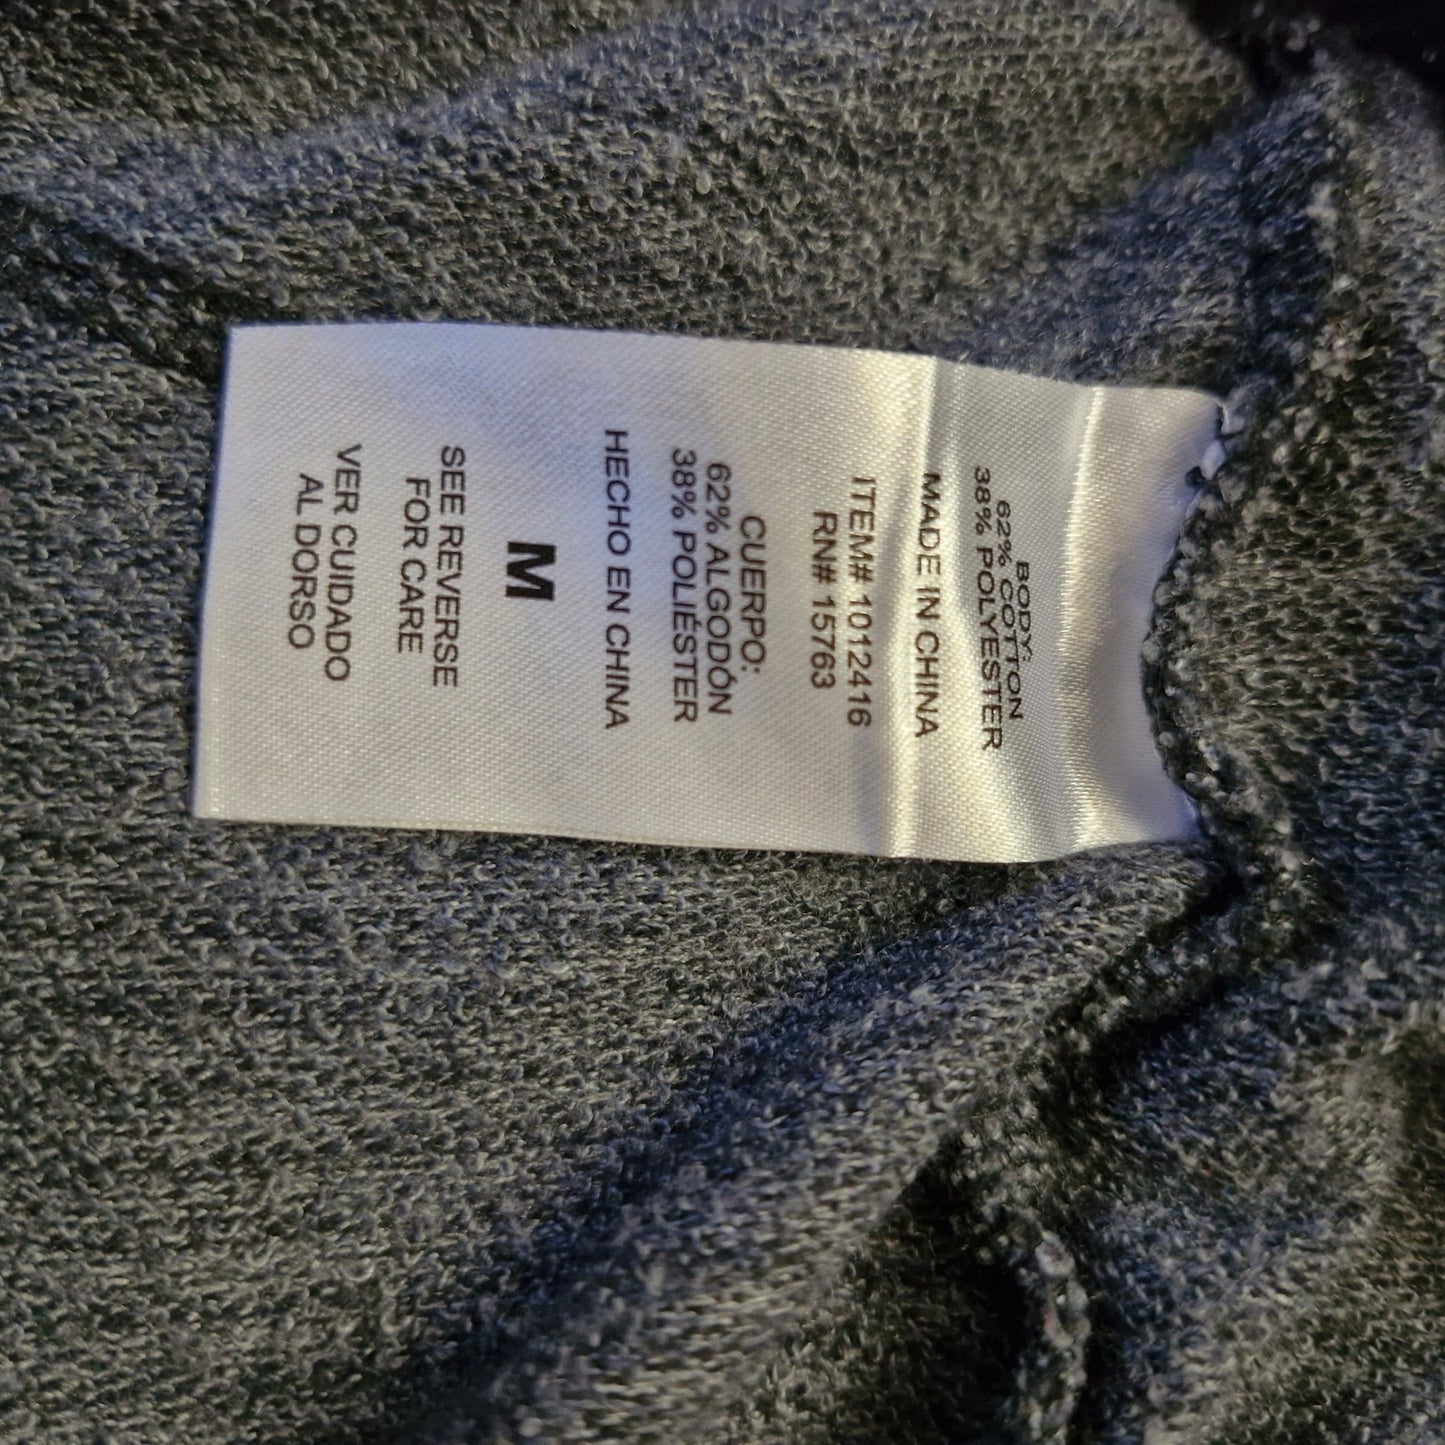 BODY:
62% COTTON
38% POLYESTER
MADE IN CHINA
ITEM# 1012416
RN# 15763
CUERPO:
62% ALGODÓN
38% POLIÉSTER
HECHO EN CHINA
M
SEE REVERSE
FOR CARE
VER CUIDADO
AL DORSO